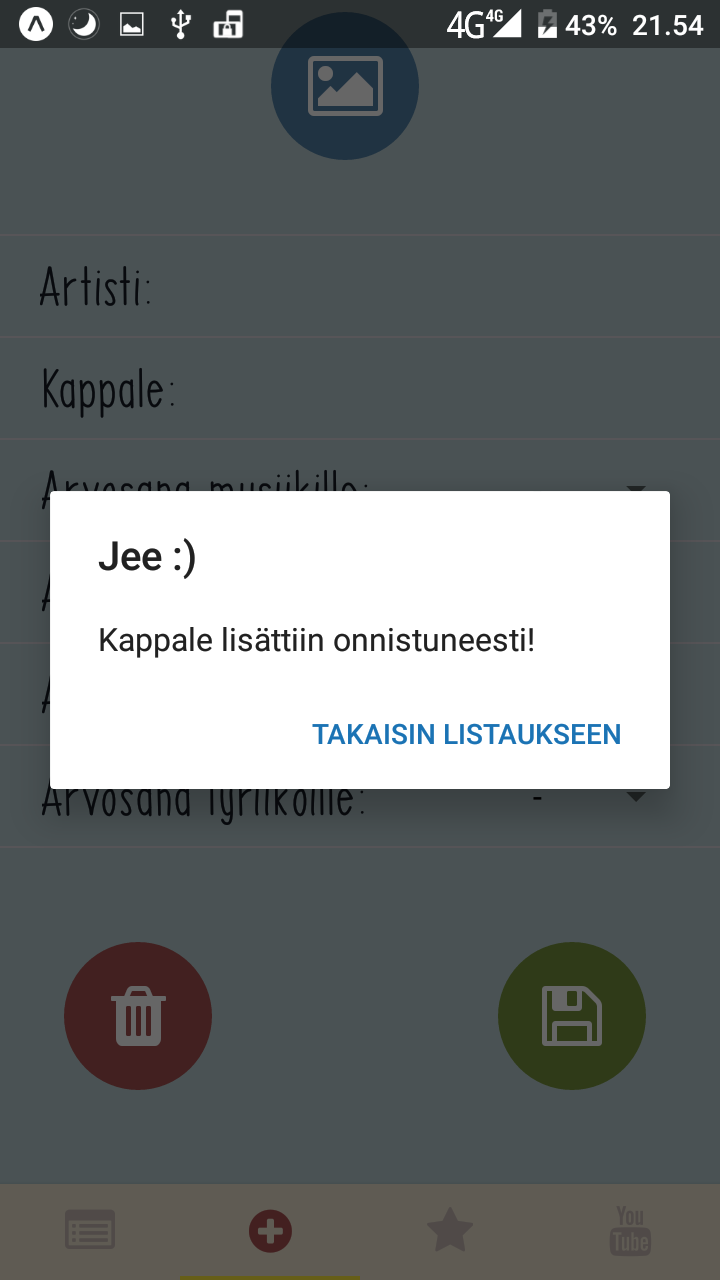 4G 4G 43% 21.54
Artisti:
Kappale:
Arvosana musiikille:
Jee :)
Kappale lisättiin onnistuneesti!
TAKAISIN LISTAUKSEEN
Arvosana lyriikoille: -
You
Tube